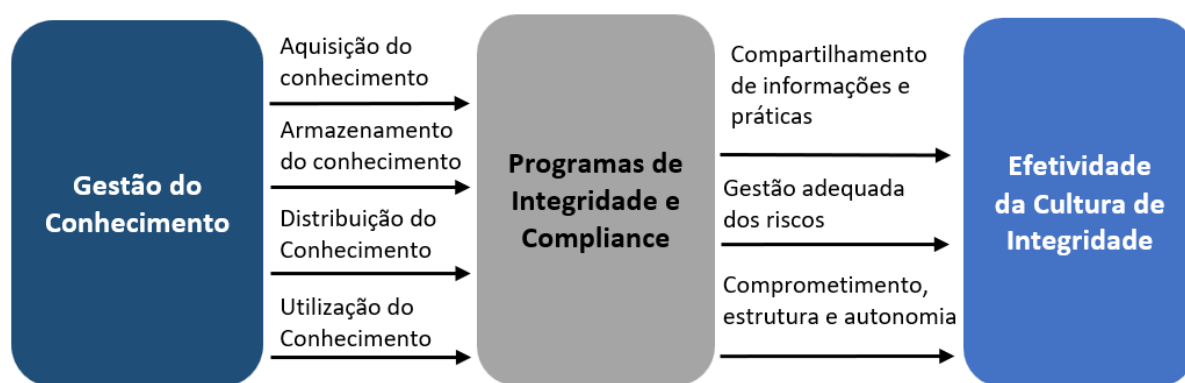 Gestão do
Conhecimento
Aquisição do
conhecimento
Armazenamento
do conhecimento
Distribuição do
Conhecimento
Utilização do
Conhecimento
Programas de
Integridade e
Compliance
Compartilhamento
de informações e
práticas
Gestão adequada
dos riscos
Comprometimento,
estrutura e autonomia
Efetividade
da Cultura de
Integridade